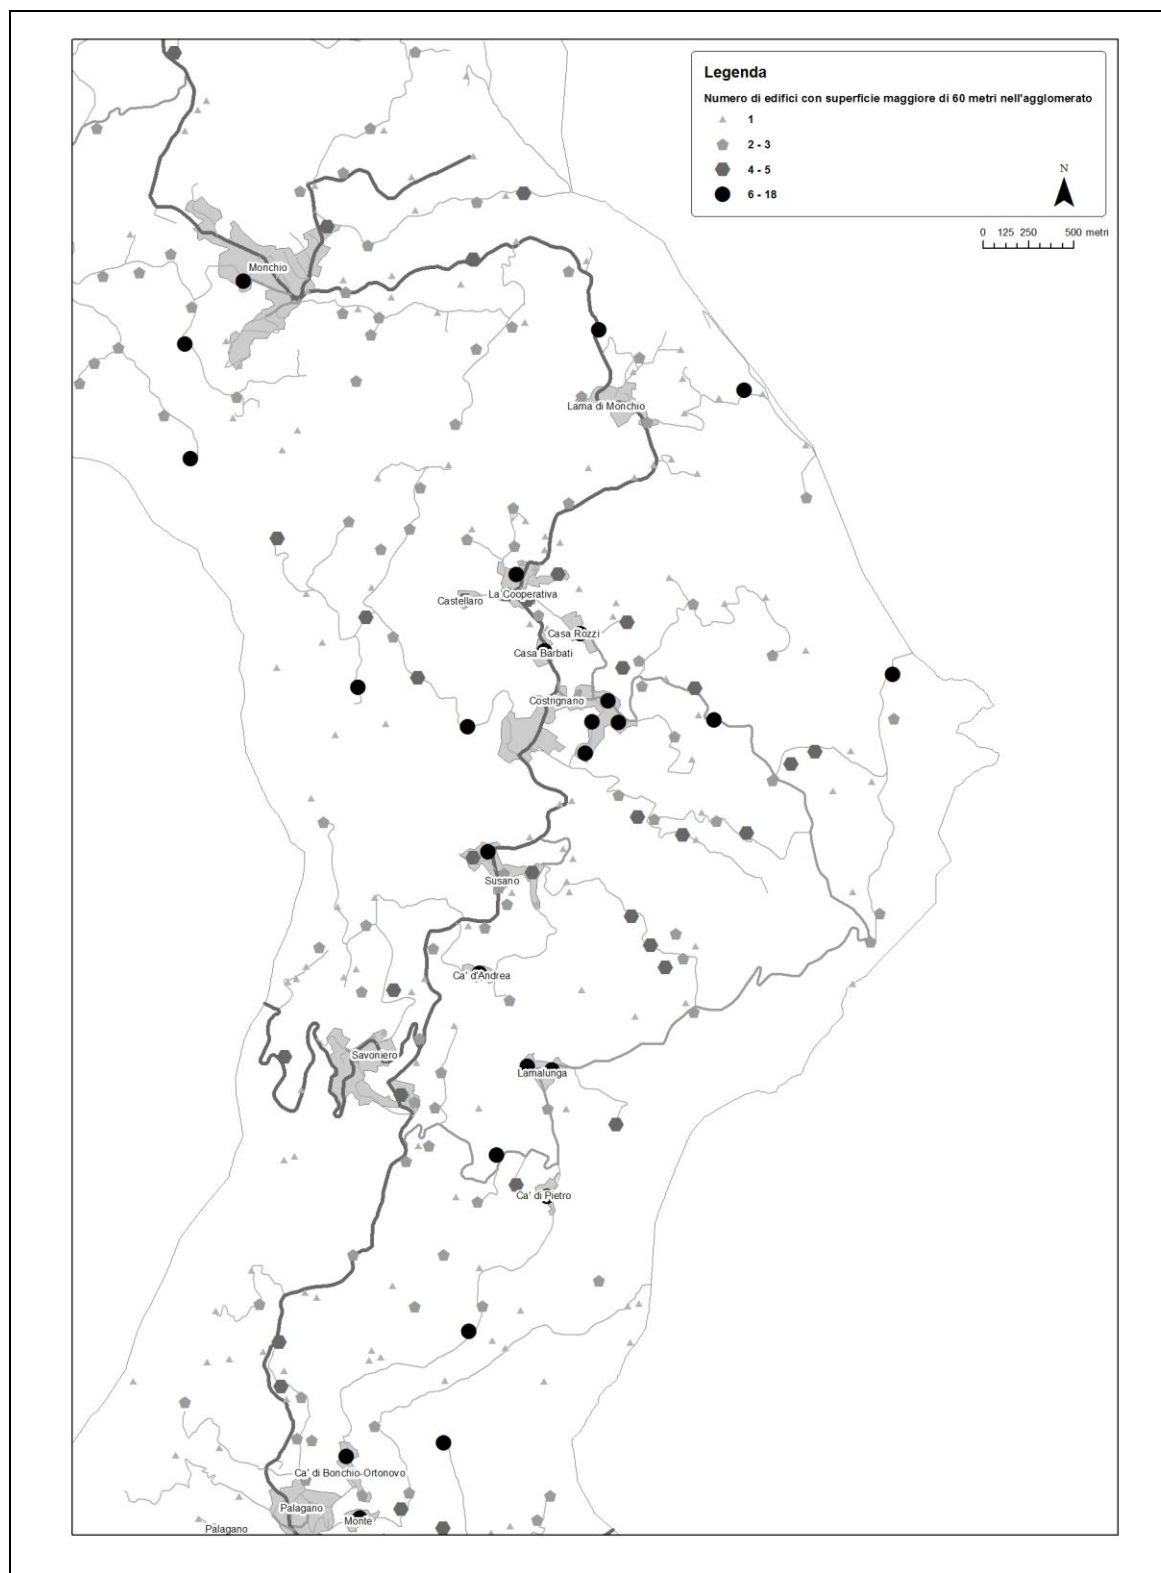 Legenda
Numero di edifici con superficie maggiore di 60 metri nell'agglomerato
1
2 - 3
4 - 5
6 - 18
N
0 125 250 500 metri
Monchio
Lama di Monchio
La Cooperativa
Castellaro
Casa Rozzi
Casa Barbati
Costrignano
Susano
Ca' d'Andrea
Savoniero
Lamalunga
Ca' di Pietro
Ca' di Bonchio-Ortonovo
Palagano
Monte
Palagano